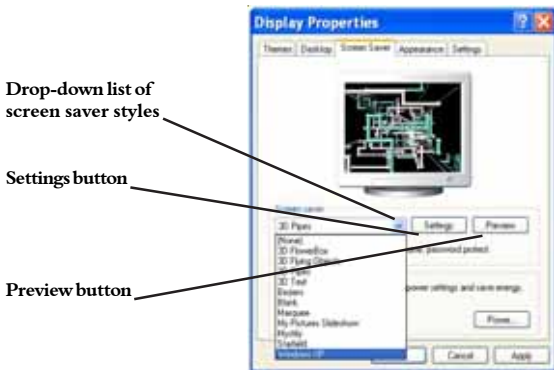 Display Properties
Themes Desktop Screen Saver Appearance Settings
Drop-down list of
screen saver styles
Settings button
Preview button
Screen saver
3D Pipes Settings Preview
(None)
3D FlowerBox
3D Flying Objects
3D Pipes
3D Text
Beziers
Blank
Marquee
My Pictures Slideshow
Mystify
Starfield
Windows XP
password protect
power settings and save energy.
Power...
Cancel Apply